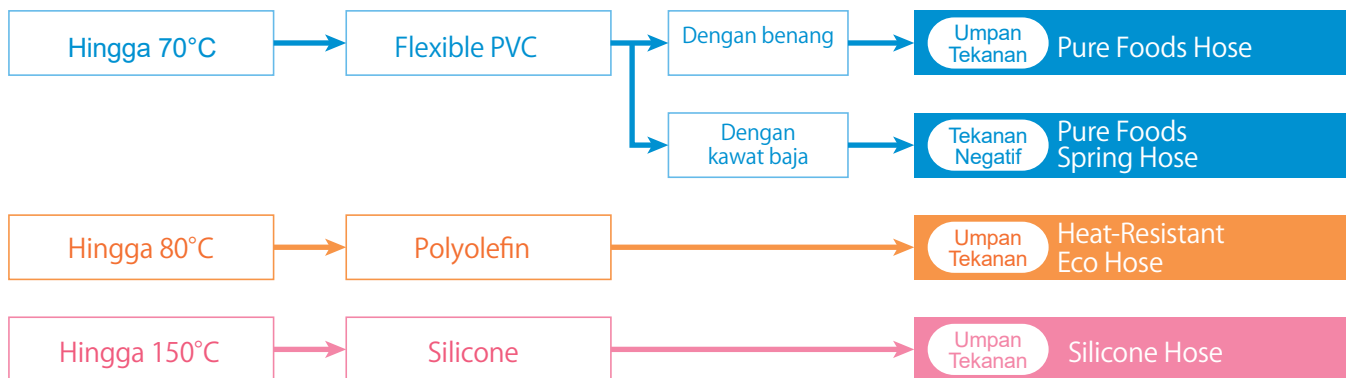 Hingga 70°C
Flexible PVC
Dengan benang
Umpan
Tekanan
Pure Foods Hose
Dengan
kawat baja
Tekanan
Negatif
Pure Foods
Spring Hose
Hingga 80°C
Polyolefin
Umpan
Tekanan
Heat-Resistant
Eco Hose
Hingga 150°C
Silicone
Umpan
Tekanan
Silicone Hose